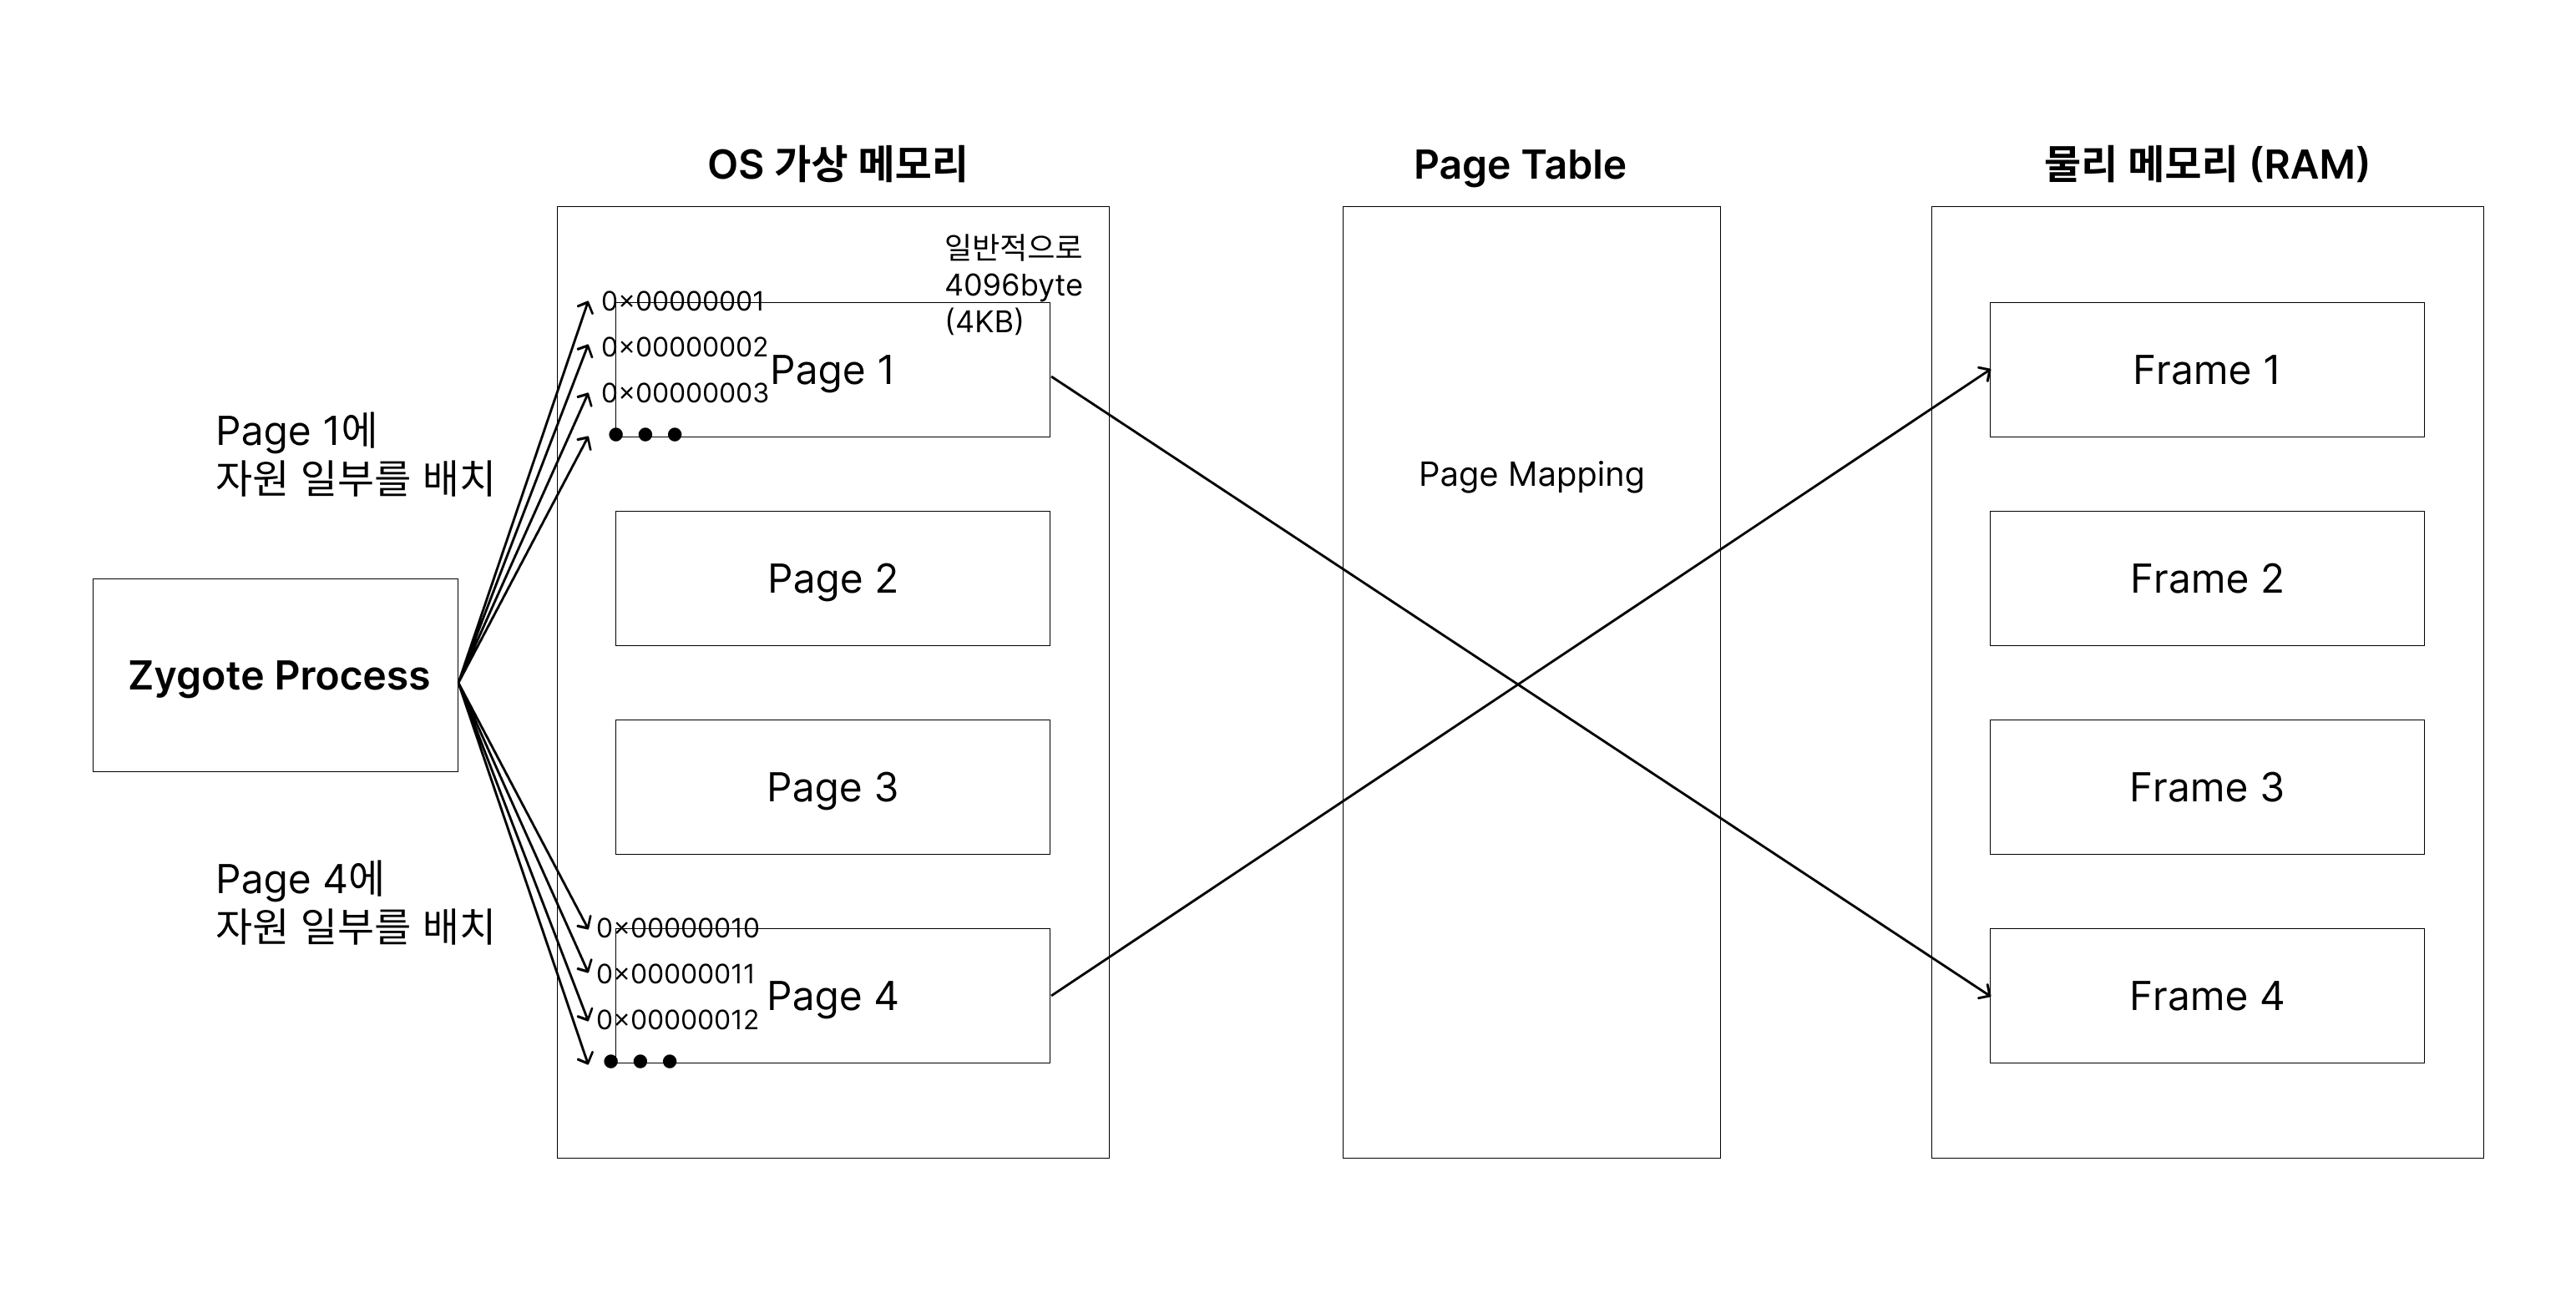 OS 가상 메모리
Page Table
물리 메모리 (RAM)
일반적으로
4096byte
(4KB)
0×00000001
0×00000002
0×00000003
Page 1
Page 1에
자원 일부를 배치
Page 2
Page 3
Zygote Process
Page 4에
자원 일부를 배치
0×00000010
0×00000011
0×00000012
Page 4
Page Mapping
Frame 1
Frame 2
Frame 3
Frame 4